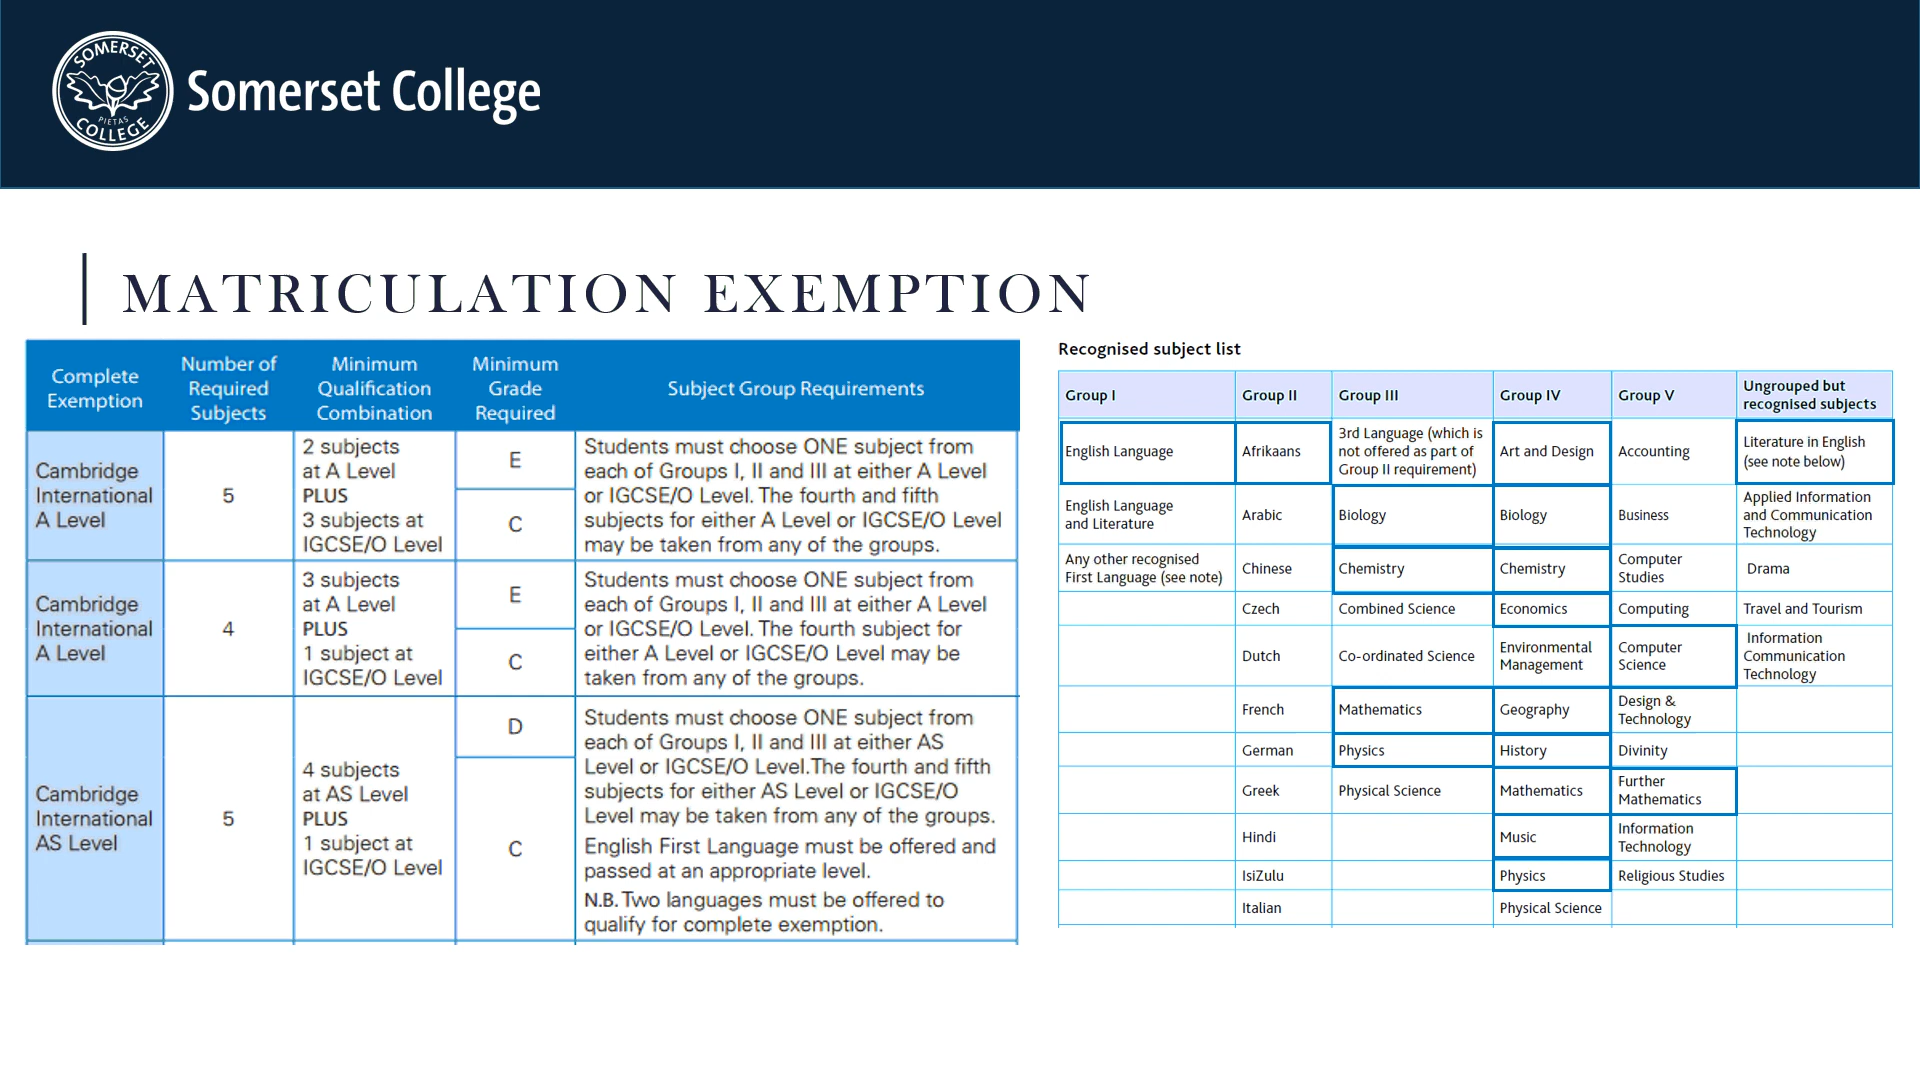 SOMERSET
PIETAS
COLLEGE
Somerset College
MATRICULATION EXEMPTION
Complete
Exemption
Number of
Required
Subjects
Minimum
Qualification
Combination
Minimum
Grade
Required
Subject Group Requirements
Cambridge
International
A Level
5
2 subjects
at A Level
PLUS
3 subjects at
IGCSE/O Level
E
C
Students must choose ONE subject from
each of Groups I, II and III at either A Level
or IGCSE/O Level. The fourth and fifth
subjects for either A Level or IGCSE/O Level
may be taken from any of the groups.
Cambridge
International
A Level
4
3 subjects
at A Level
PLUS
1 subject at
IGCSE/O Level
E
C
Students must choose ONE subject from
each of Groups I, II and III at either A Level
or IGCSE/O Level. The fourth subject for
either A Level or IGCSE/O Level may be
taken from any of the groups.
Cambridge
International
AS Level
5
4 subjects
at AS Level
PLUS
1 subject at
IGCSE/O Level
D
C
Students must choose ONE subject from
each of Groups I, II and III at either AS
Level or IGCSE/O Level.The fourth and fifth
subjects for either AS Level or IGCSE/O
Level may be taken from any of the groups.
English First Language must be offered and
passed at an appropriate level.
N.B. Two languages must be offered to
qualify for complete exemption.
Recognised subject list
Group I
Group II
Group III
Group IV
Group V
Ungrouped but
recognised subjects
English Language
Afrikaans
3rd Language (which is
not offered as part of
Group II requirement)
Art and Design
Accounting
Literature in English
(see note below)
English Language
and Literature
Arabic
Biology
Biology
Business
Applied Information
and Communication
Technology
Any other recognised
First Language (see note)
Chinese
Chemistry
Chemistry
Computer
Studies
Drama
Czech
Combined Science
Economics
Computing
Travel and Tourism
Dutch
Co-ordinated Science
Environmental
Management
Computer
Science
Information
Communication
Technology
French
Mathematics
Geography
Design &
Technology
German
Physics
History
Divinity
Greek
Physical Science
Mathematics
Further
Mathematics
Hindi
Music
Information
Technology
IsiZulu
Physics
Religious Studies
Italian
Physical Science